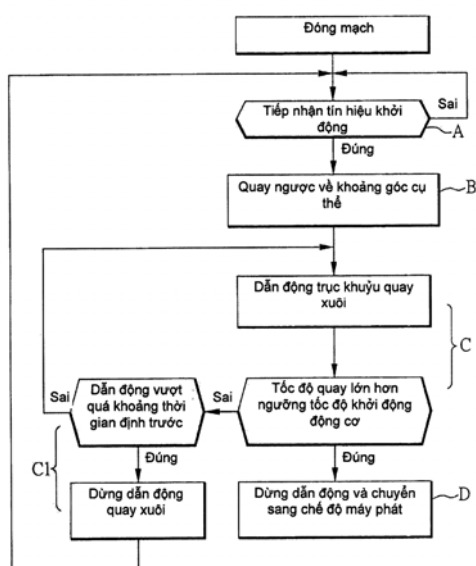 Đóng mạch
Sai
Tiếp nhận tín hiệu khởi
động
A
Đúng
Quay ngược về khoảng góc cụ
thể
B
Dẫn động trục khuỷu quay
xuôi
C
Dẫn động vượt
quá khoảng thời
gian định trước
Sai
Sai
Tốc độ quay lớn hơn
ngưỡng tốc độ khởi động
động cơ
C1
Đúng
Đúng
Dừng dẫn động
quay xuôi
Dừng dẫn động và chuyển
sang chế độ máy phát
D